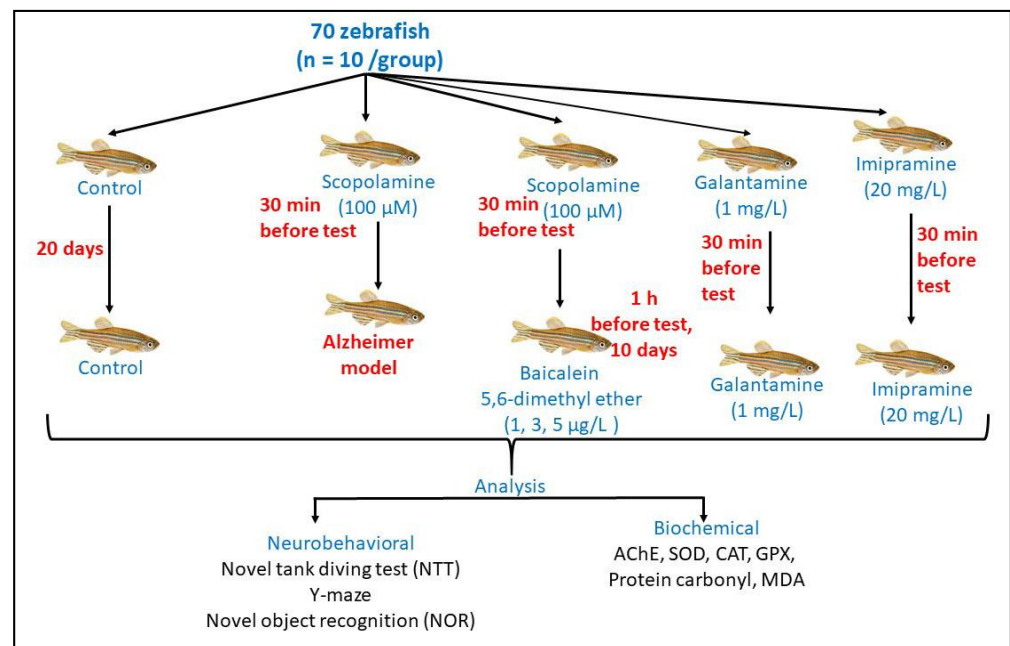 70 zebrafish
(n = 10 /group)
Control
Scopolamine
(100 µM)
Scopolamine
(100 µM)
Galantamine
(1 mg/L)
Imipramine
(20 mg/L)
20 days
30 min
before test
30 min
before test
30 min
before
test
30 min
before
test
1 h
before test,
10 days
Control
Alzheimer
model
Baicalein
5,6-dimethyl ether
(1, 3, 5 µg/L )
Galantamine
(1 mg/L)
Imipramine
(20 mg/L)
Analysis
Neurobehavioral
Novel tank diving test (NTT)
Y-maze
Novel object recognition (NOR)
Biochemical
AChE, SOD, CAT, GPX,
Protein carbonyl, MDA